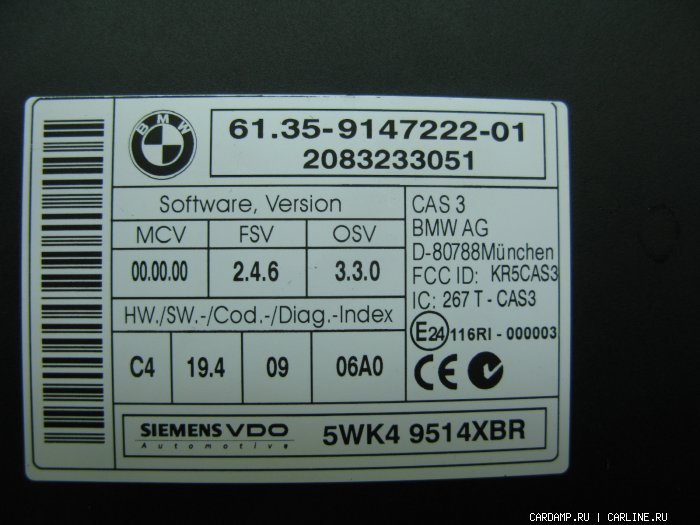 BMW
61.35-9147222-01
2083233051
Software, Version
MCV FSV OSV
00.00.00 2.4.6 3.3.0
HW./SW.-/Cod.-/Diag.-Index
C4 19.4 09 06A0
CAS 3
BMW AG
D-80788München
FCC ID: KR5CAS3
IC: 267 T - CAS3
E24 116RI - 000003
CE
SIEMENS VDO
Automotive
5WK4 9514XBR
CARDAMP.RU | CARLINE.RU